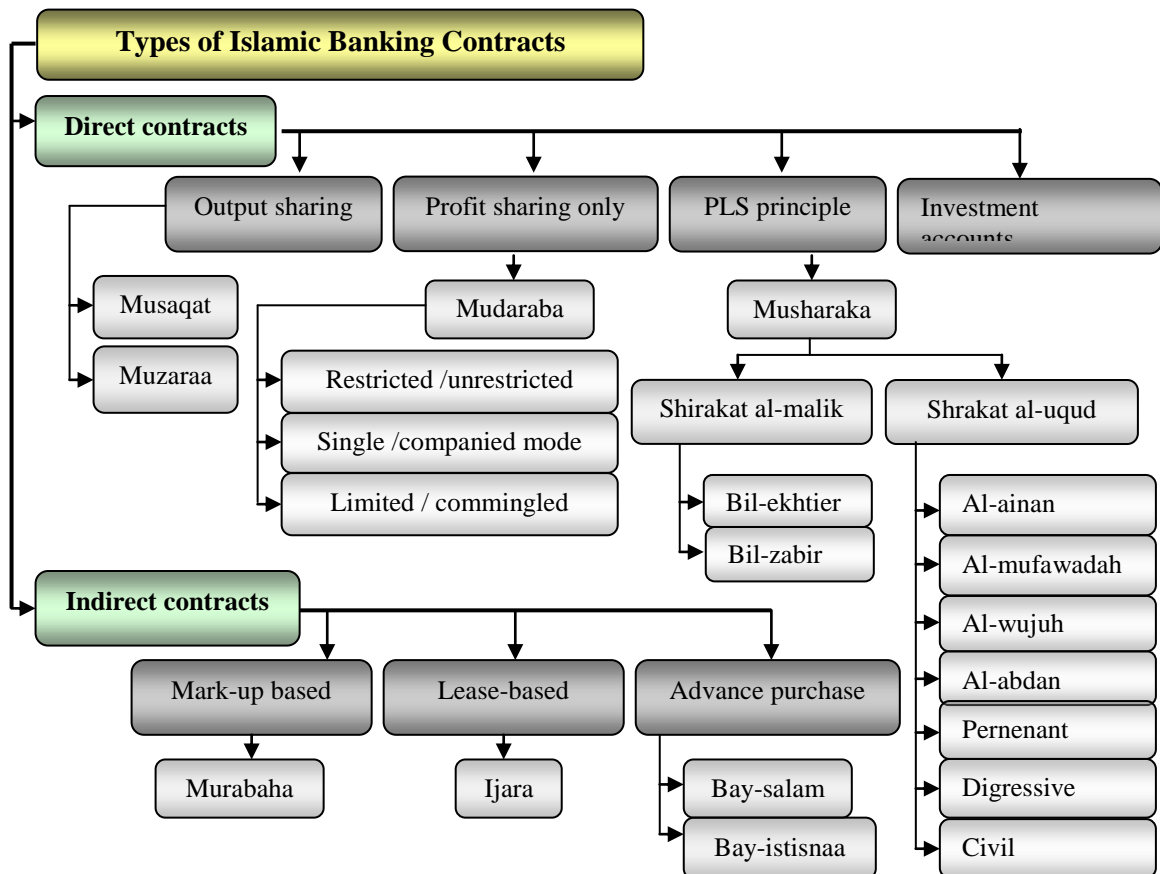 Types of Islamic Banking Contracts
Direct contracts
Output sharing
Profit sharing only
PLS principle
Investment
accounts
Musaqat
Muzaraa
Mudaraba
Restricted /unrestricted
Single /companied mode
Limited / commingled
Musharaka
Shirakat al-malik
Bil-ekhtier
Bil-zabir
Shrakat al-uqud
Al-ainan
Al-mufawadah
Al-wujuh
Al-abdan
Pernenant
Digressive
Civil
Indirect contracts
Mark-up based
Lease-based
Advance purchase
Murabaha
Ijara
Bay-salam
Bay-istisnaa